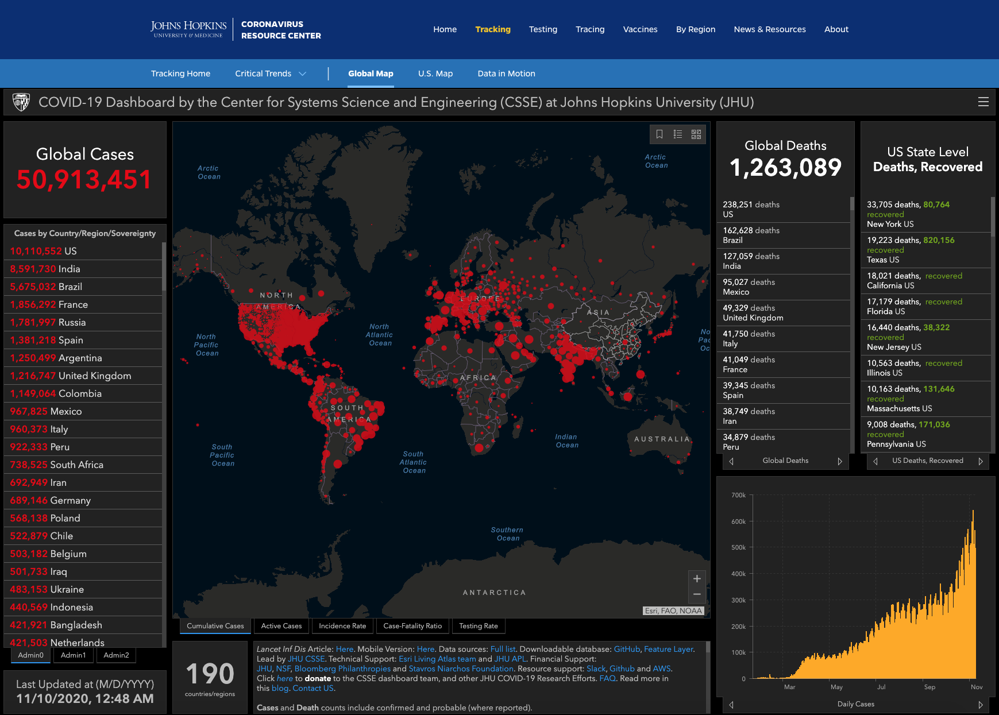 JOHNS HOPKINS
UNIVERSITY & MEDICINE
CORONAVIRUS
RESOURCE CENTER
Home
Tracking
Testing
Tracing
Vaccines
By Region
News & Resources
About
Tracking Home
Critical Trends
Global Map
U.S. Map
Data in Motion
COVID-19 Dashboard by the Center for Systems Science and Engineering (CSSE) at Johns Hopkins University (JHU)
Global Cases
50,913,451
Cases by Country/Region/Sovereignty
10,110,552 US
8,591,730 India
5,675,032 Brazil
1,856,292 France
1,781,997 Russia
1,381,218 Spain
1,250,499 Argentina
1,216,747 United Kingdom
1,149,064 Colombia
967,825 Mexico
960,373 Italy
922,333 Peru
738,525 South Africa
692,949 Iran
689,146 Germany
568,138 Poland
522,879 Chile
503,182 Belgium
501,733 Iraq
483,153 Ukraine
440,569 Indonesia
421,921 Bangladesh
421,503 Netherlands
Admin0
Admin1
Admin2
Last Updated at (M/D/YYYY)
11/10/2020, 12:48 AM
Arctic
Ocean
Arctic
Ocean
NORTH
AMERICA
EUROPE
ASIA
North
Pacific
Ocean
North
Atlantic
Ocean
No
Pac
Oc
AFRICA
SOUTH
AMERICA
AUSTRALIA
Indian
Ocean
South
Pacific
Ocean
South
Atlantic
Ocean
Southern
Ocean
ANTARCTICA
+
−
Esri, FAO, NOAA
Cumulative Cases
Active Cases
Incidence Rate
Case-Fatality Ratio
Testing Rate
190
countries/regions
Lancet Inf Dis Article: Here. Mobile Version: Here. Data sources: Full list. Downloadable database: GitHub, Feature Layer.
Lead by JHU CSSE. Technical Support: Esri Living Atlas team and JHU APL. Financial Support:
JHU, NSF, Bloomberg Philanthropies and Stavros Niarchos Foundation. Resource support: Slack, Github and AWS.
Click here to donate to the CSSE dashboard team, and other JHU COVID-19 Research Efforts. FAQ. Read more in
this blog. Contact US.
Cases and Death counts include confirmed and probable (where reported).
Global Deaths
1,263,089
238,251 deaths
US
162,628 deaths
Brazil
127,059 deaths
India
95,027 deaths
Mexico
49,329 deaths
United Kingdom
41,750 deaths
Italy
41,049 deaths
France
39,345 deaths
Spain
38,749 deaths
Iran
34,879 deaths
Peru
Global Deaths
US State Level
Deaths, Recovered
33,705 deaths, 80,764
recovered
New York US
19,223 deaths, 820,156
recovered
Texas US
18,021 deaths, recovered
California US
17,179 deaths, recovered
Florida US
16,440 deaths, 38,322
recovered
New Jersey US
10,563 deaths, recovered
Illinois US
10,163 deaths, 131,646
recovered
Massachusetts US
9,008 deaths, 171,036
recovered
Pennsylvania US
US Deaths, Recovered
700k
600k
500k
400k
300k
200k
100k
0
Mar
May
Jul
Sep
Nov
Daily Cases